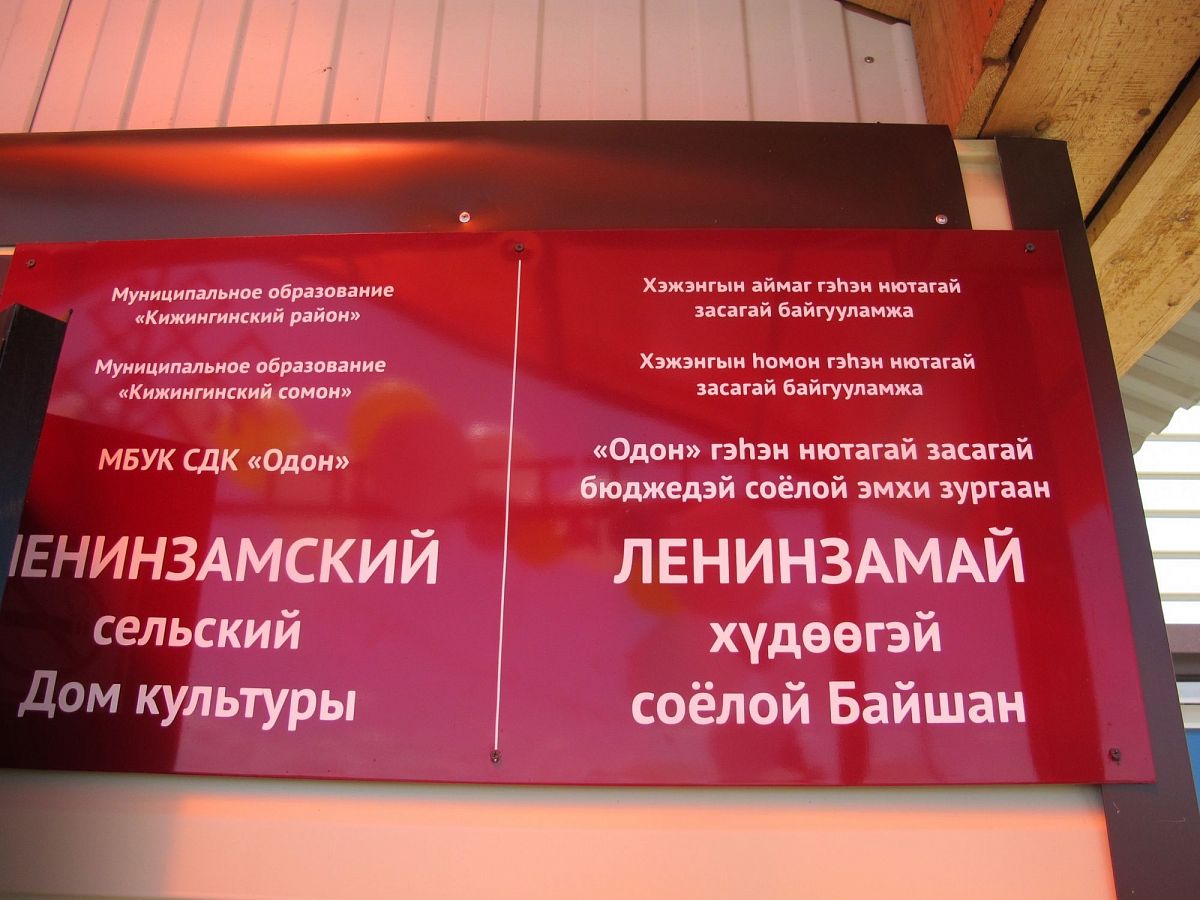 Муниципальное образование
«Кижингинский район»
Муниципальное образование
«Кижингинский сомон»
МБУК СДК «Одон»
ЛЕНИНЗАМСКИЙ
сельский
Дом культуры
Хэжэнгын аймаг гэһэн нютагай
засагай байгууламжа
Хэжэнгын һомон гэһэн нютагай
засагай байгууламжа
«Одон» гэһэн нютагай засагай
бюджедэй соёлой эмхи зургаан
ЛЕНИНЗАМАЙ
хүдөөгэй
соёлой Байшан